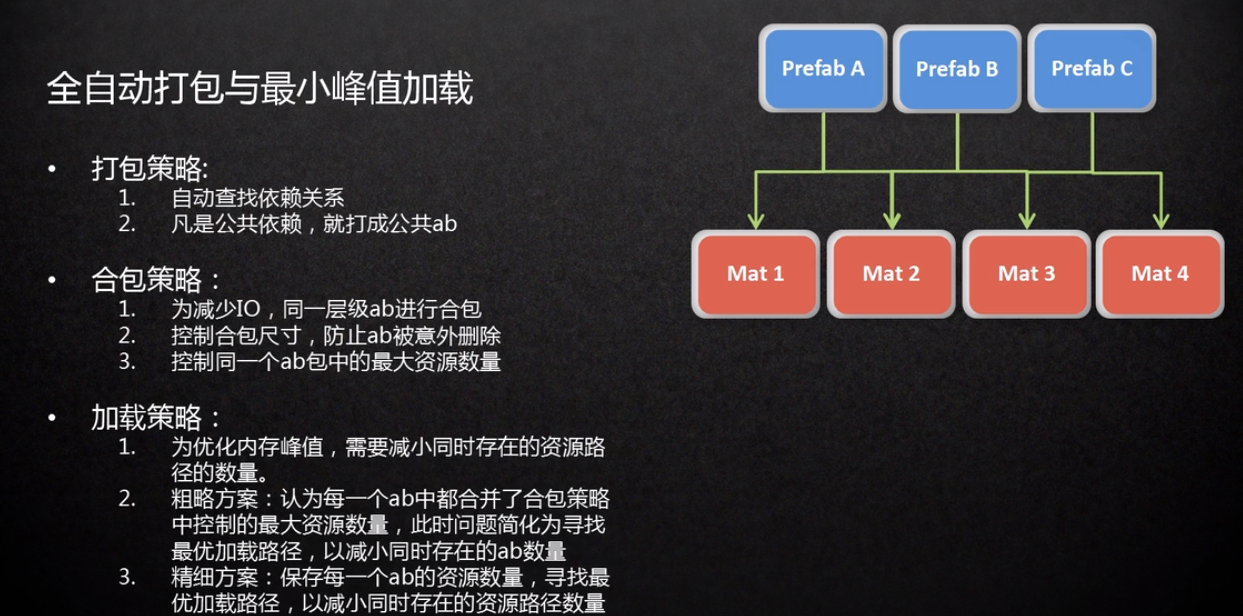 全自动打包与最小峰值加载
• 打包策略:
1. 自动查找依赖关系
2. 凡是公共依赖，就打成公共ab
• 合包策略：
1. 为减少IO，同一层级ab进行合包
2. 控制合包尺寸，防止ab被意外删除
3. 控制同一个ab包中的最大资源数量
• 加载策略：
1. 为优化内存峰值，需要减小同时存在的资源路
径的数量。
2. 粗略方案：认为每一个ab中都合并了合包策略
中控制的最大资源数量，此时问题简化为寻找
最优加载路径，以减小同时存在的ab数量
3. 精细方案：保存每一个ab的资源数量，寻找最
优加载路径，以减小同时存在的资源路径数量
Prefab A
Prefab B
Prefab C
Mat 1
Mat 2
Mat 3
Mat 4